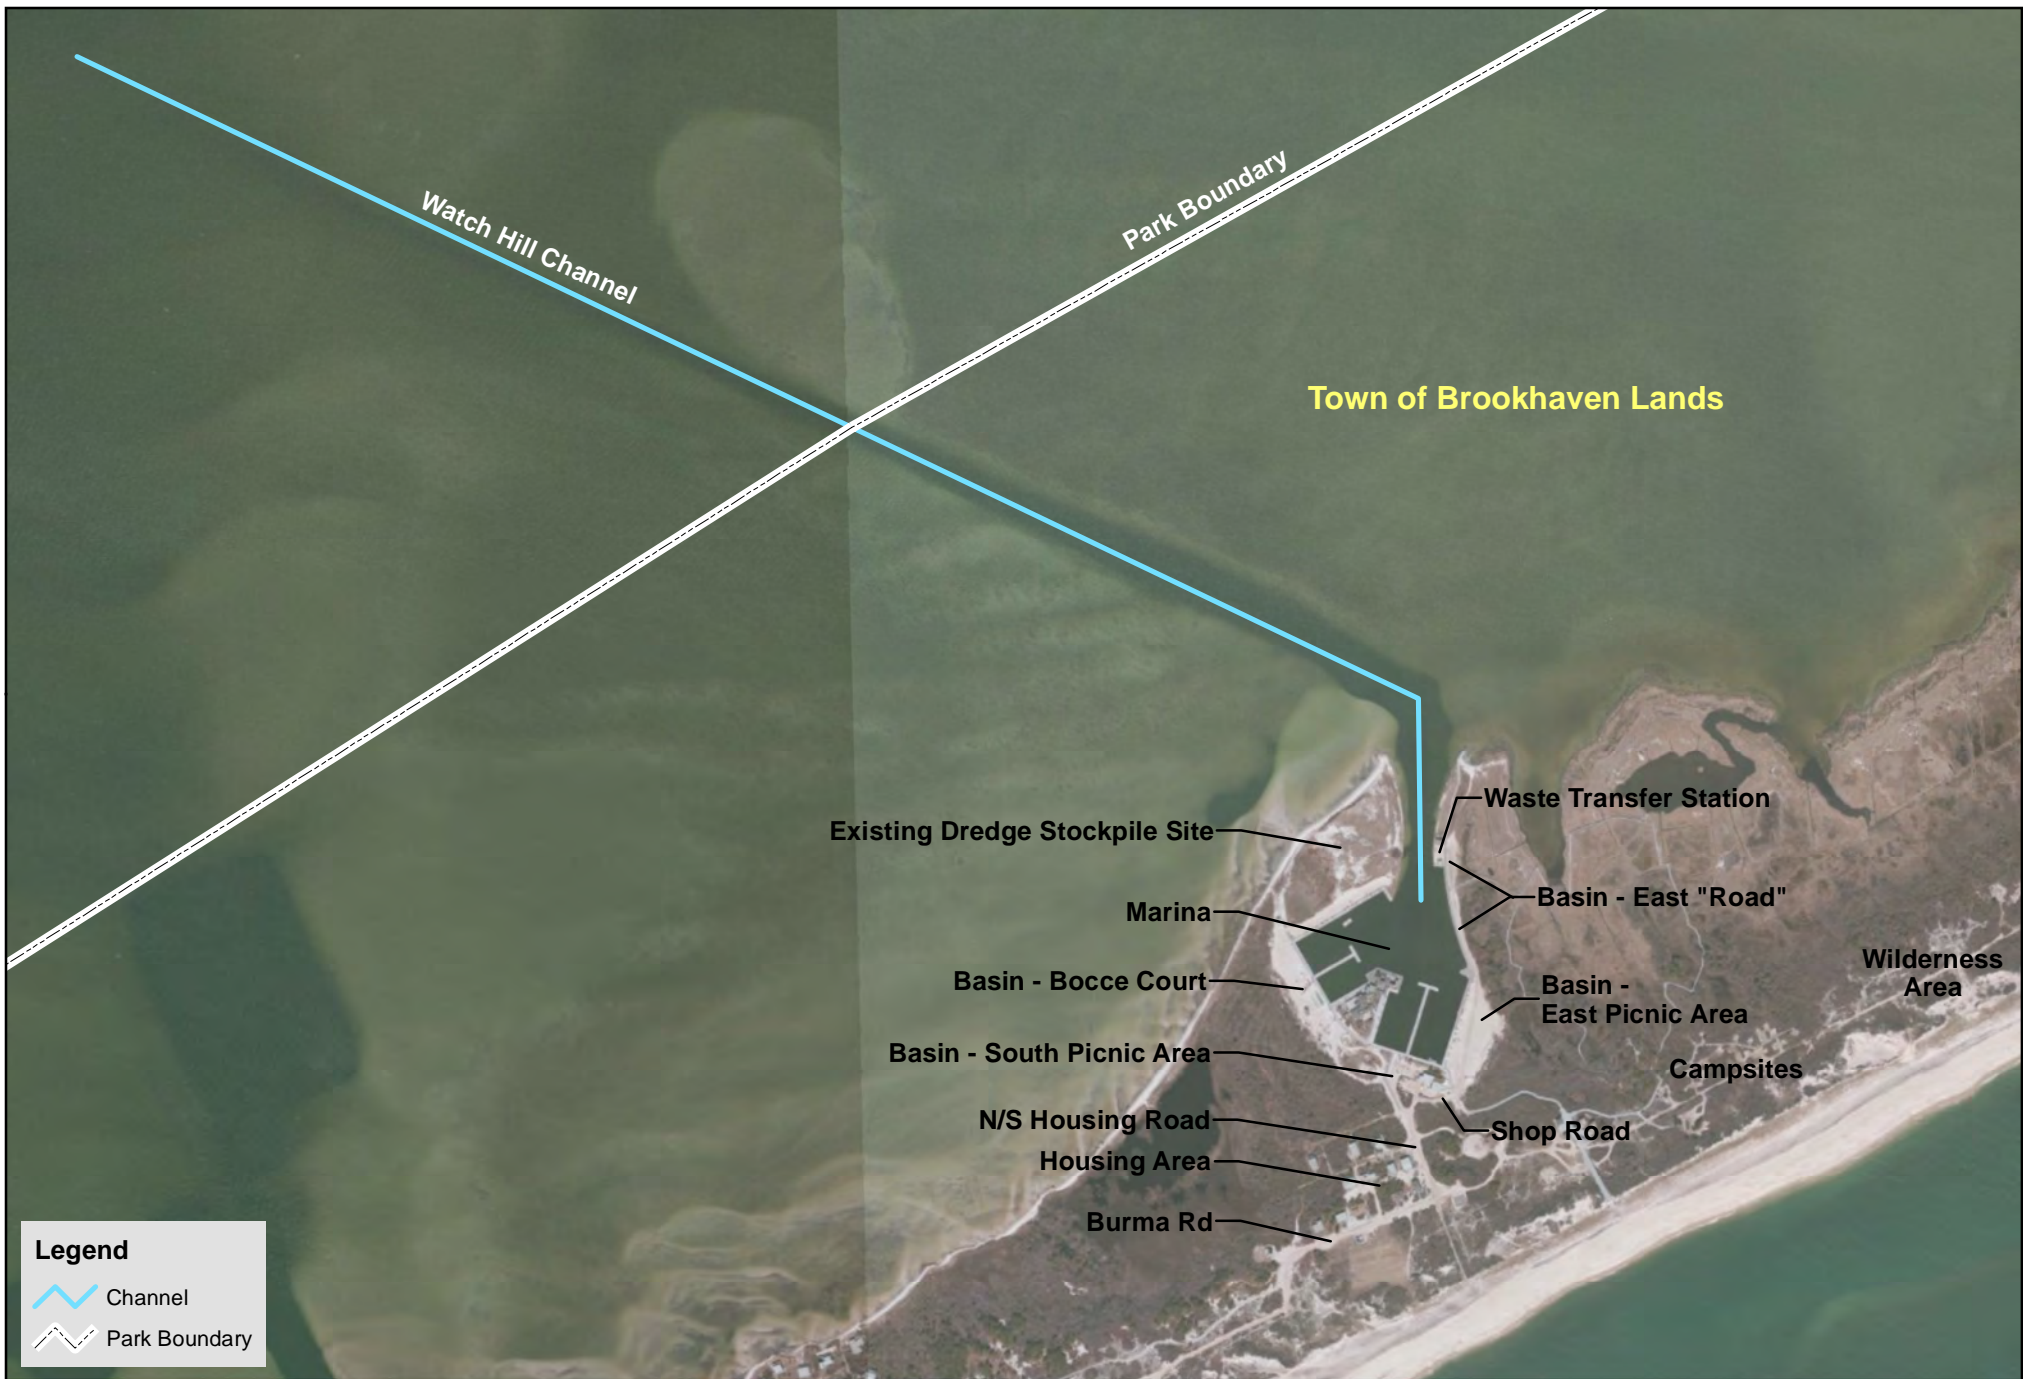 Watch Hill Channel
Park Boundary
Town of Brookhaven Lands
Waste Transfer Station
Existing Dredge Stockpile Site
Basin - East "Road"
Marina
Wilderness
Area
Basin - Bocce Court
Basin -
East Picnic Area
Basin - South Picnic Area
Campsites
N/S Housing Road
Shop Road
Housing Area
Burma Rd
Legend
Channel
Park Boundary